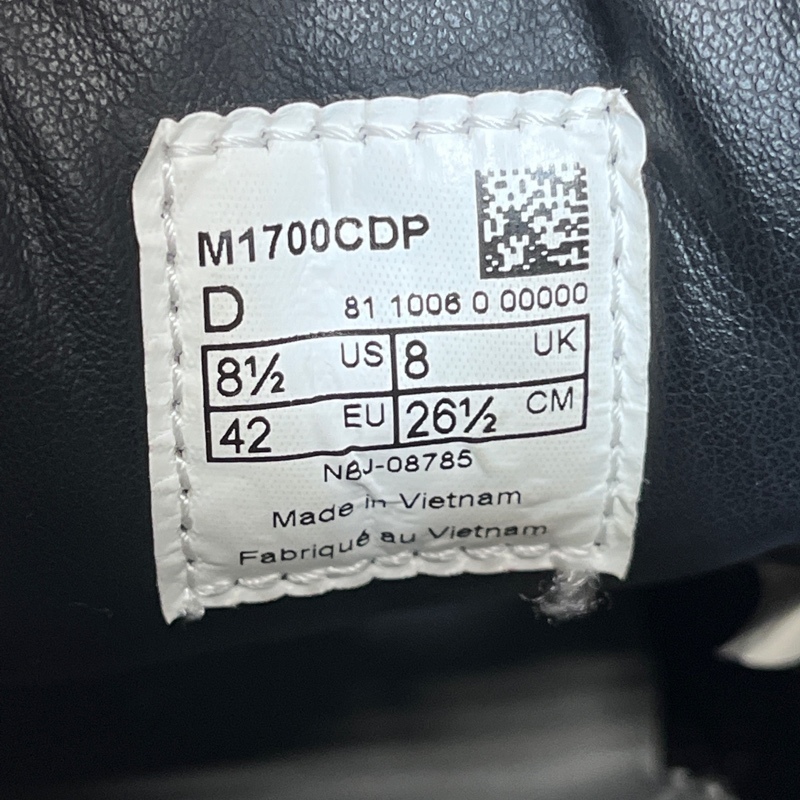 M1700CDP
D 81 1006 0 00000
8½ US 8 UK
42 EU 26½ CM
NBJ-08785
Made in Vietnam
Fabriqué au Vietnam